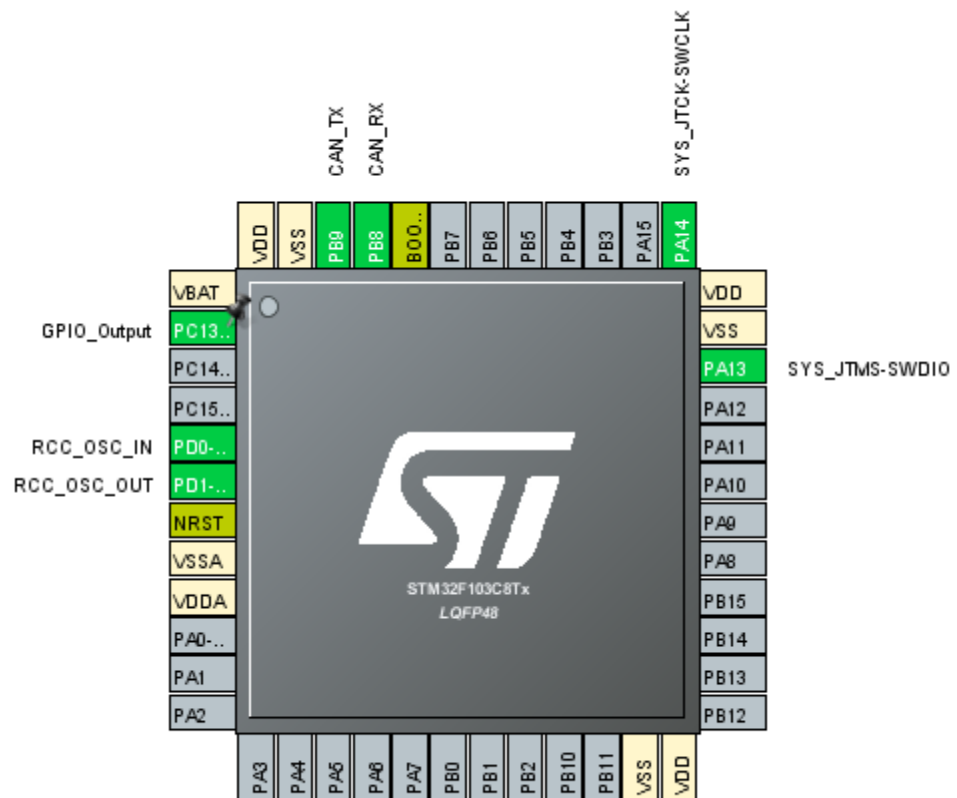 CAN_TX
CAN_RX
SYS_JTCK-SWCLK
VDD
VSS
PB9
PB8
BOO..
PB7
PB6
PB5
PB4
PB3
PA15
PA14
VBAT
GPIO_Output PC13..
PC14..
PC15..
RCC_OSC_IN PD0-..
RCC_OSC_OUT PD1-..
NRST
VSSA
VDDA
PA0-..
PA1
PA2
STM32F103C8Tx
LQFP48
VDD
VSS
PA13 SYS_JTMS-SWDIO
PA12
PA11
PA10
PA9
PA8
PB15
PB14
PB13
PB12
PA3
PA4
PA5
PA6
PA7
PB0
PB1
PB2
PB10
PB11
VSS
VDD